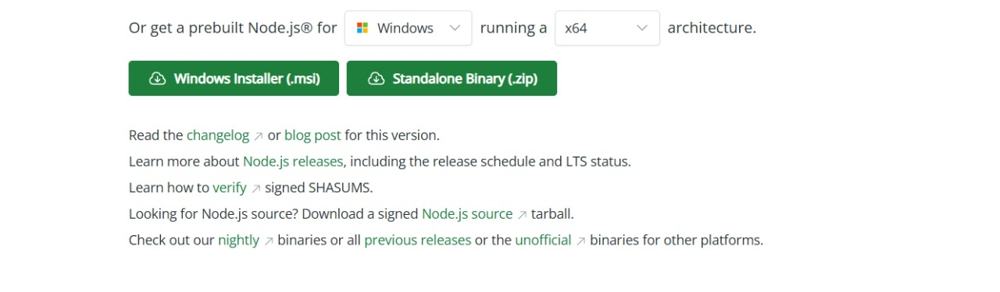 Or get a prebuilt Node.js® for Windows running a x64 architecture.
Windows Installer (.msi) Standalone Binary (.zip)
Read the changelog or blog post for this version.
Learn more about Node.js releases, including the release schedule and LTS status.
Learn how to verify signed SHASUMS.
Looking for Node.js source? Download a signed Node.js source tarball.
Check out our nightly binaries or all previous releases or the unofficial binaries for other platforms.